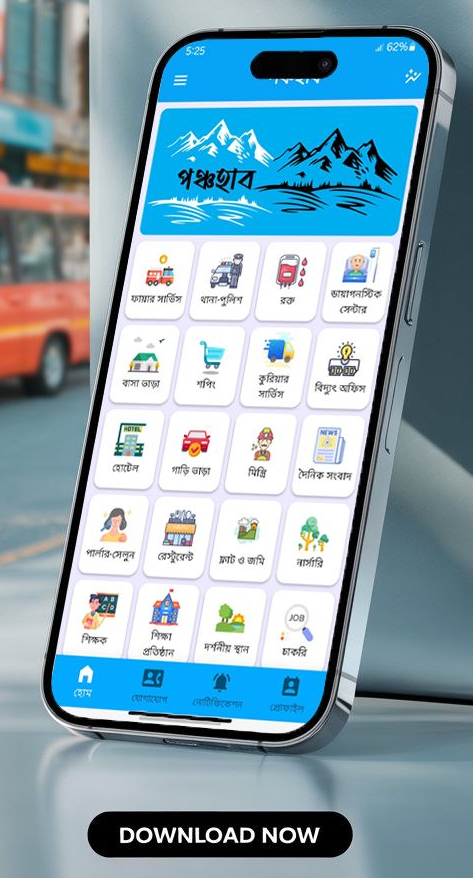 5:25
62%
পঞ্চহাব
ফায়ার সার্ভিস
থানা-পুলিশ
রক্ত
ডায়াগনস্টিক
সেন্টার
বাসা ভাড়া
শপিং
কুরিয়ার
সার্ভিস
বিদ্যুৎ অফিস
HOTEL
হোটেল
গাড়ি ভাড়া
মিস্ত্রি
NEWS
দৈনিক সংবাদ
পার্লার-সেলুন
রেস্টুরেন্ট
ফ্লাট ও জমি
নার্সারি
A B C
D
শিক্ষক
শিক্ষা
প্রতিষ্ঠান
দর্শনীয় স্থান
JOB
চাকরি
হোম
যোগাযোগ
নোটিফিকেশন
প্রোফাইল
DOWNLOAD NOW